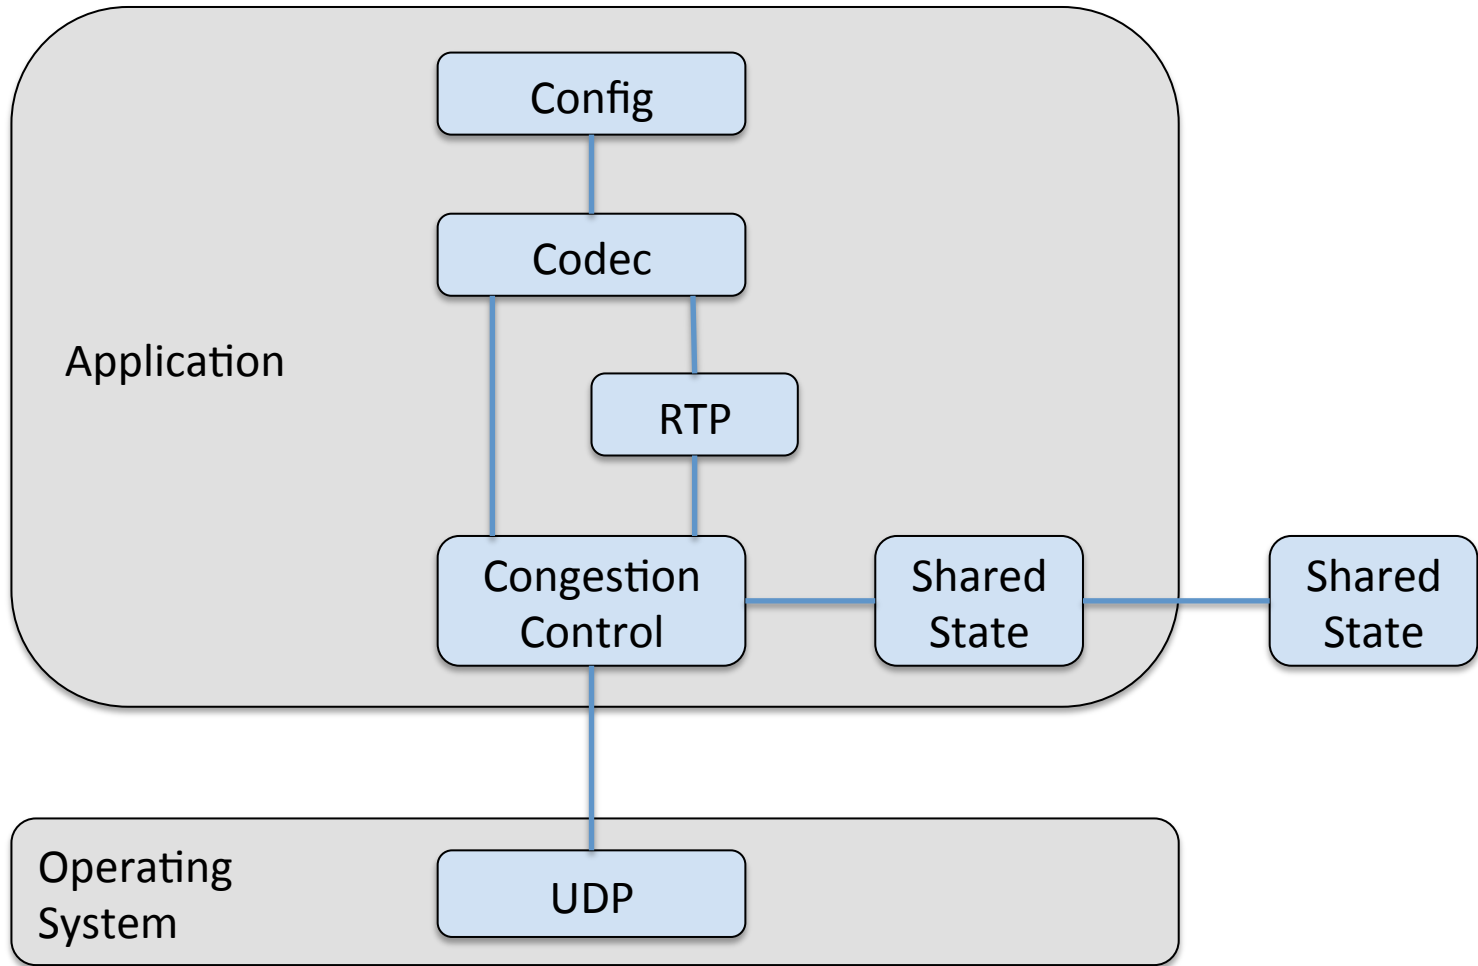 Config
Codec
Application
RTP
Congestion
Control
Shared
State
Shared
State
Operating
System
UDP